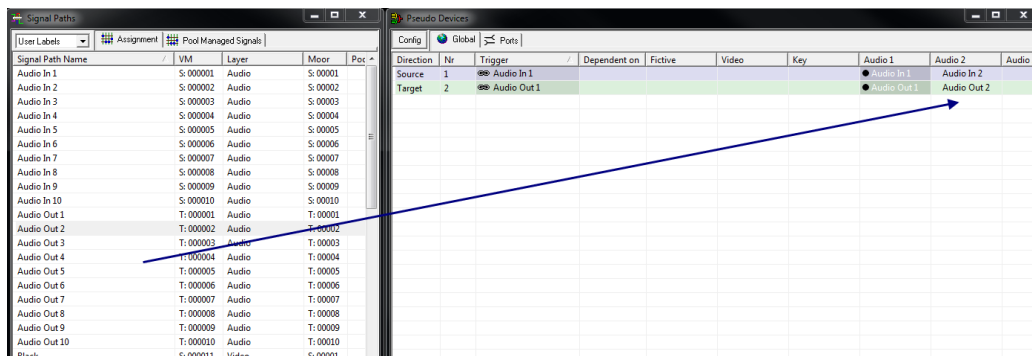 Signal Paths
User Labels Assignment Pool Managed Signals
Signal Path Name VM Layer Moor
Audio In 1 S: 000001 Audio S: 00001
Audio In 2 S: 000002 Audio S: 00002
Audio In 3 S: 000003 Audio S: 00003
Audio In 4 S: 000004 Audio S: 00004
Audio In 5 S: 000005 Audio S: 00005
Audio In 6 S: 000006 Audio S: 00006
Audio In 7 S: 000007 Audio S: 00007
Audio In 8 S: 000008 Audio S: 00008
Audio In 9 S: 000009 Audio S: 00009
Audio In 10 S: 000010 Audio S: 00010
Audio Out 1 T: 000001 Audio T: 00001
Audio Out 2 T: 000002 Audio T: 00002
Audio Out 3 T: 000003 Audio T: 00003
Audio Out 4 T: 000004 Audio T: 00004
Audio Out 5 T: 000005 Audio T: 00005
Audio Out 6 T: 000006 Audio T: 00006
Audio Out 7 T: 000007 Audio T: 00007
Audio Out 8 T: 000008 Audio T: 00008
Audio Out 9 T: 000009 Audio T: 00009
Audio Out 10 T: 000010 Audio T: 00010
Black S: 000011 Video S: 00001
Pseudo Devices
Config Global Ports
Direction Nr Trigger Dependent on Fictive Video Key Audio 1 Audio 2 Audio
Source 1 Audio In 1 Audio In 1 Audio In 2
Target 2 Audio Out 1 Audio Out 1 Audio Out 2